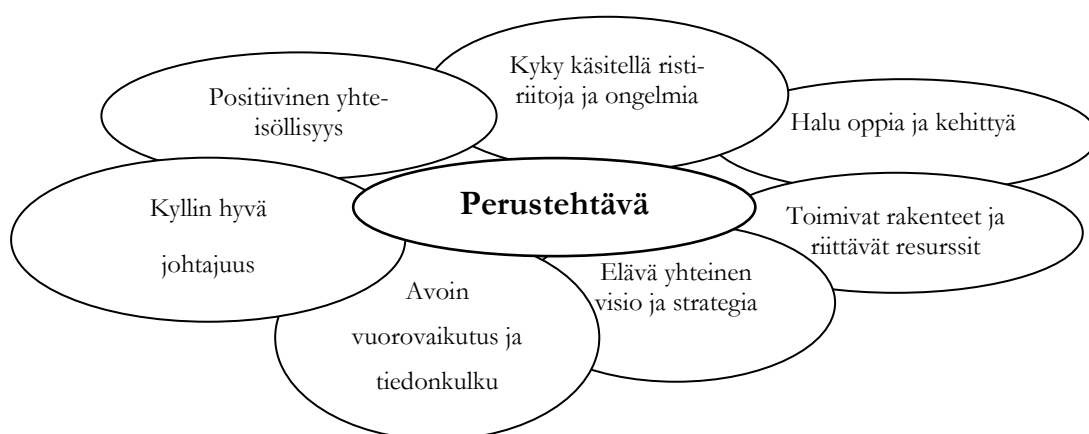 Kyky käsitellä risti-
riitoja ja ongelmia
Positiivinen yhte-
isöllisyys
Halu oppia ja kehittyä
Perustehtävä
Kyllin hyvä
johtajuus
Toimivat rakenteet ja
riittävät resurssit
Elävä yhteinen
visio ja strategia
Avoin
vuorovaikutus ja
tiedonkulku